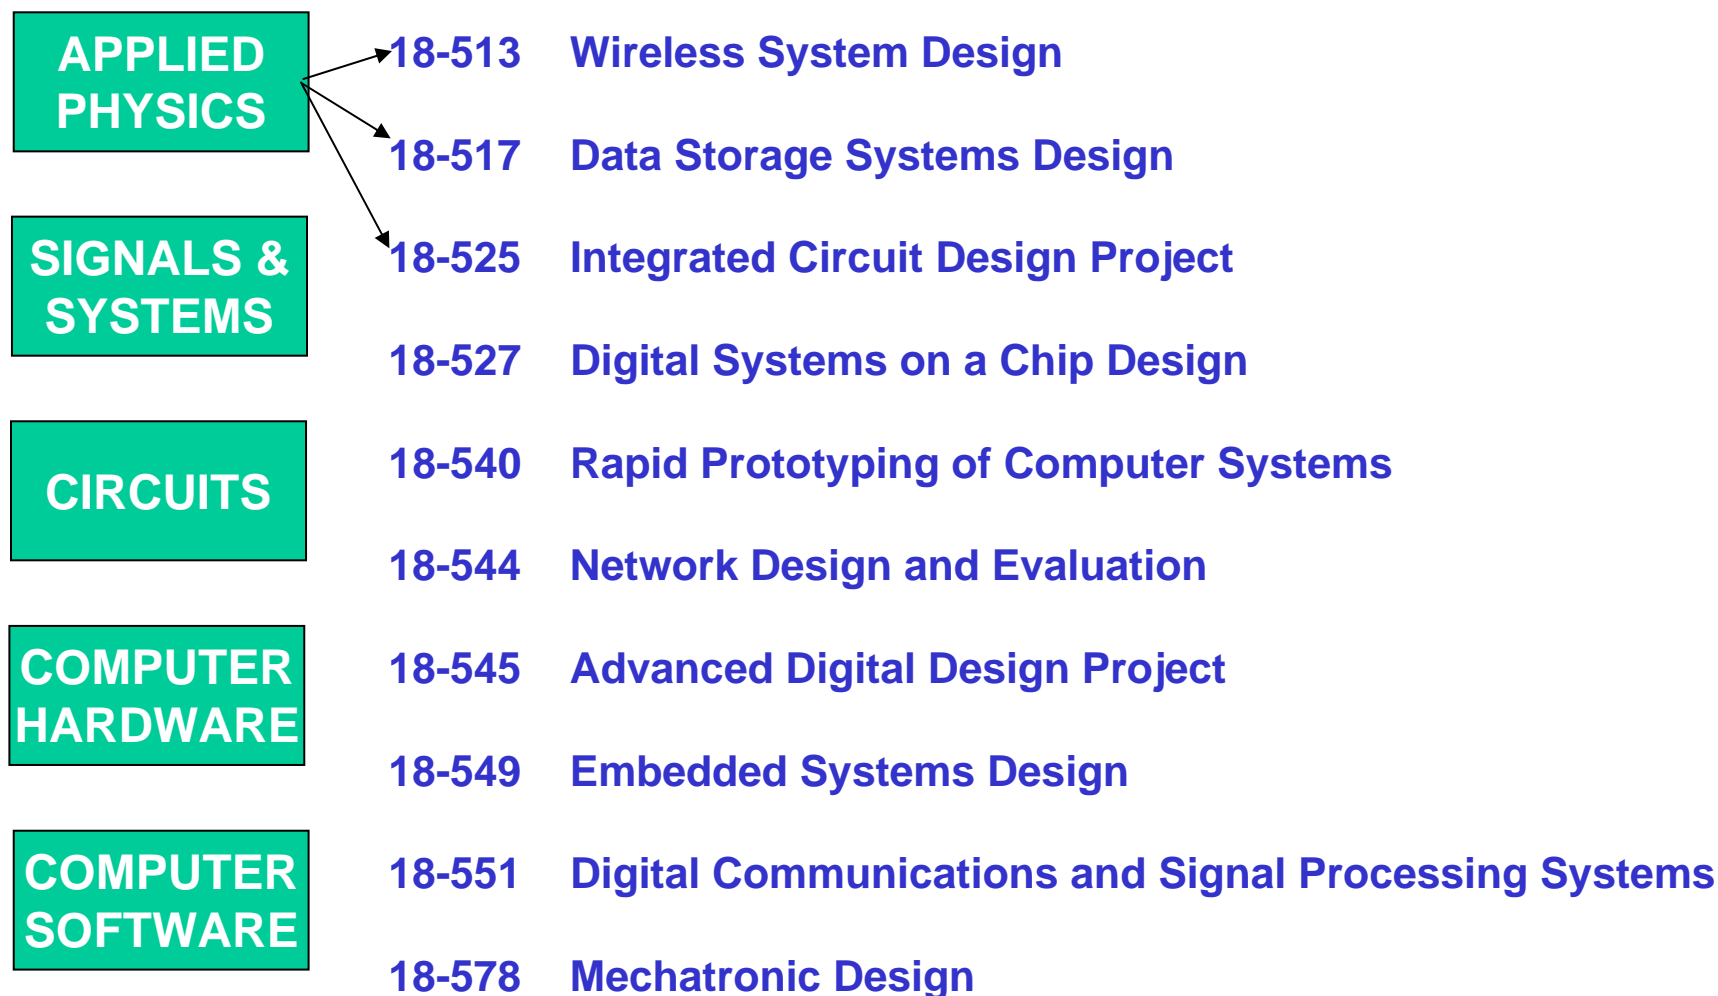 APPLIED
PHYSICS
SIGNALS &
SYSTEMS
CIRCUITS
COMPUTER
HARDWARE
COMPUTER
SOFTWARE
18-513 Wireless System Design
18-517 Data Storage Systems Design
18-525 Integrated Circuit Design Project
18-527 Digital Systems on a Chip Design
18-540 Rapid Prototyping of Computer Systems
18-544 Network Design and Evaluation
18-545 Advanced Digital Design Project
18-549 Embedded Systems Design
18-551 Digital Communications and Signal Processing Systems
18-578 Mechatronic Design